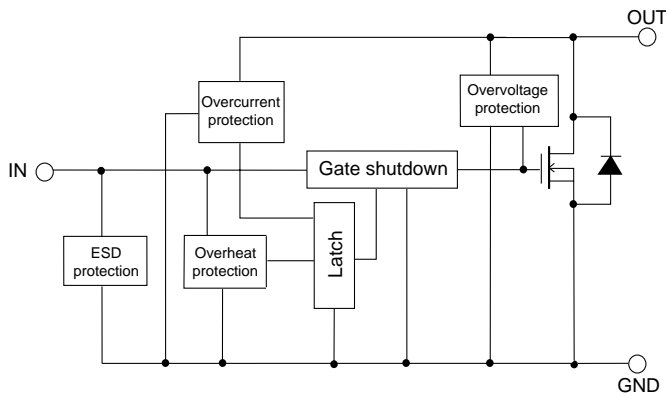 OUT
Overcurrent
protection
Overvoltage
protection
IN
Gate shutdown
ESD
protection
Overheat
protection
Latch
GND